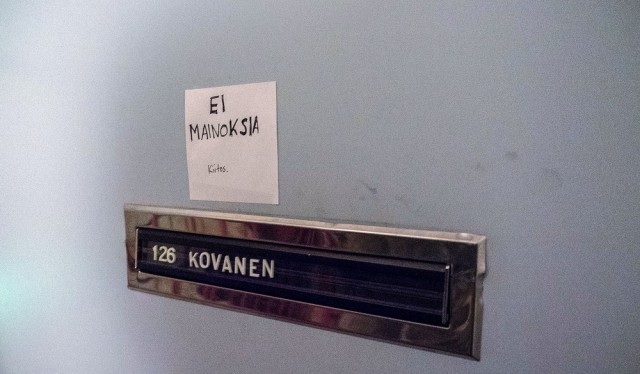 EI
MAINOKSIA
Kiitos.
126 KOVANEN